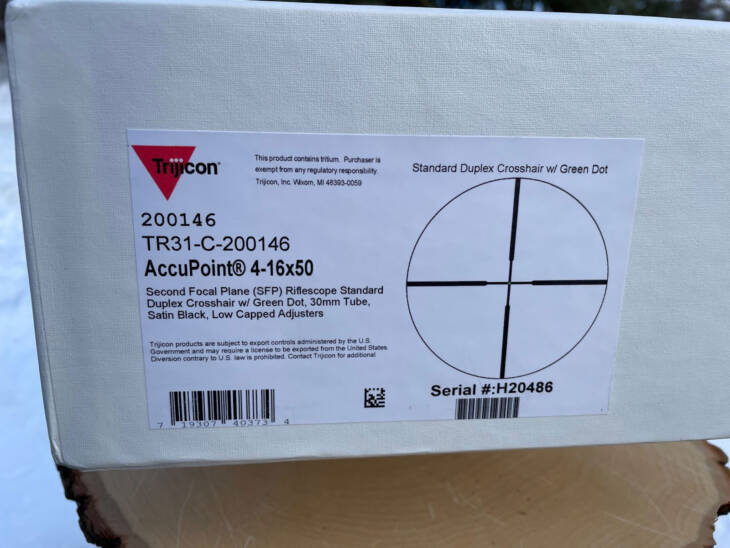 Trijicon®
This product contains tritium. Purchaser is
exempt from any regulatory responsibility.
Trijicon, Inc. Wixom, MI 48393-0059
200146
TR31-C-200146
AccuPoint® 4-16x50
Second Focal Plane (SFP) Riflescope Standard
Duplex Crosshair w/ Green Dot, 30mm Tube,
Satin Black, Low Capped Adjusters
Trijicon products are subject to export controls administered by the U.S.
Government and may require a license to be exported from the United States.
Diversion contrary to U.S. law is prohibited. Contact Trijicon for additional
7 19307 40373 4
Standard Duplex Crosshair w/ Green Dot
Serial #:H20486